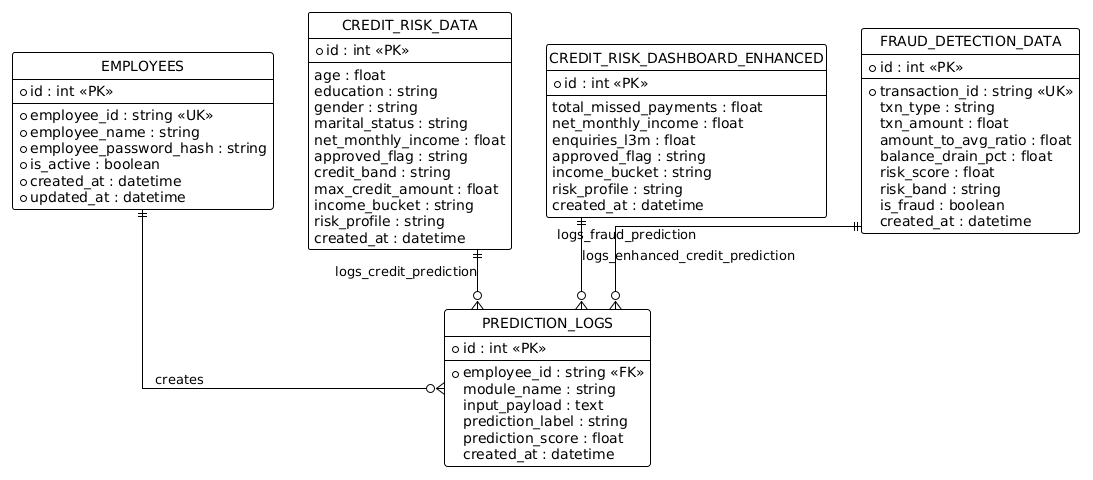 EMPLOYEES
id : int «PK»
employee_id : string «UK»
employee_name : string
employee_password_hash : string
is_active : boolean
created_at : datetime
updated_at : datetime
CREDIT_RISK_DATA
id : int «PK»
age : float
education : string
gender : string
marital_status : string
net_monthly_income : float
approved_flag : string
credit_band : string
max_credit_amount : float
income_bucket : string
risk_profile : string
created_at : datetime
CREDIT_RISK_DASHBOARD_ENHANCED
id : int «PK»
total_missed_payments : float
net_monthly_income : float
enquiries_l3m : float
approved_flag : string
income_bucket : string
risk_profile : string
created_at : datetime
FRAUD_DETECTION_DATA
id : int «PK»
transaction_id : string «UK»
txn_type : string
txn_amount : float
amount_to_avg_ratio : float
balance_drain_pct : float
risk_score : float
risk_band : string
is_fraud : boolean
created_at : datetime
logs_fraud_prediction
logs_enhanced_credit_prediction
logs_credit_prediction
creates
PREDICTION_LOGS
id : int «PK»
employee_id : string «FK»
module_name : string
input_payload : text
prediction_label : string
prediction_score : float
created_at : datetime